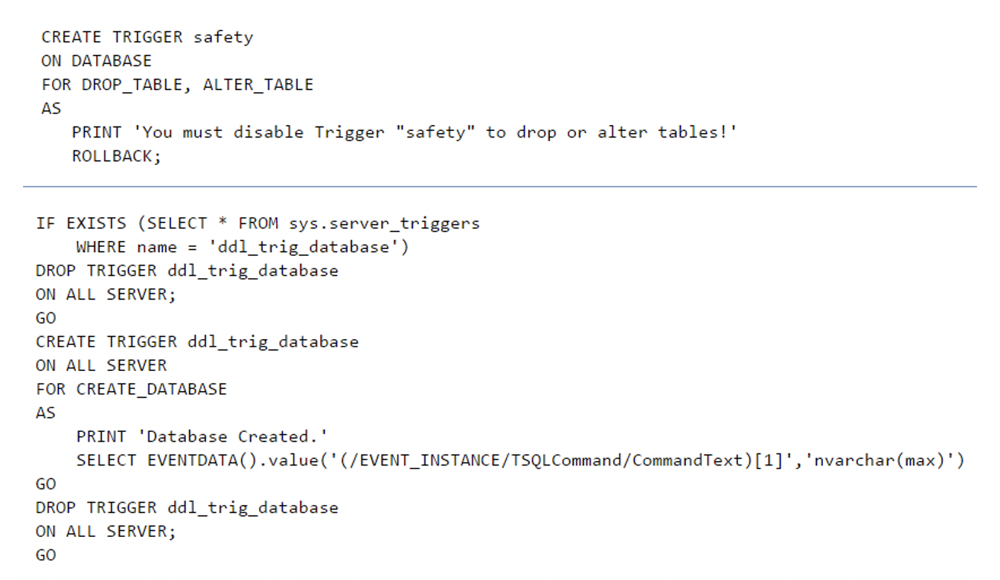 CREATE TRIGGER safety
ON DATABASE
FOR DROP_TABLE, ALTER_TABLE
AS
PRINT 'You must disable Trigger "safety" to drop or alter tables!'
ROLLBACK;
IF EXISTS (SELECT * FROM sys.server_triggers
WHERE name = 'ddl_trig_database')
DROP TRIGGER ddl_trig_database
ON ALL SERVER;
GO
CREATE TRIGGER ddl_trig_database
ON ALL SERVER
FOR CREATE_DATABASE
AS
PRINT 'Database Created.'
SELECT EVENTDATA().value('(/EVENT_INSTANCE/TSQLCommand/CommandText)[1]','nvarchar(max)')
GO
DROP TRIGGER ddl_trig_database
ON ALL SERVER;
GO